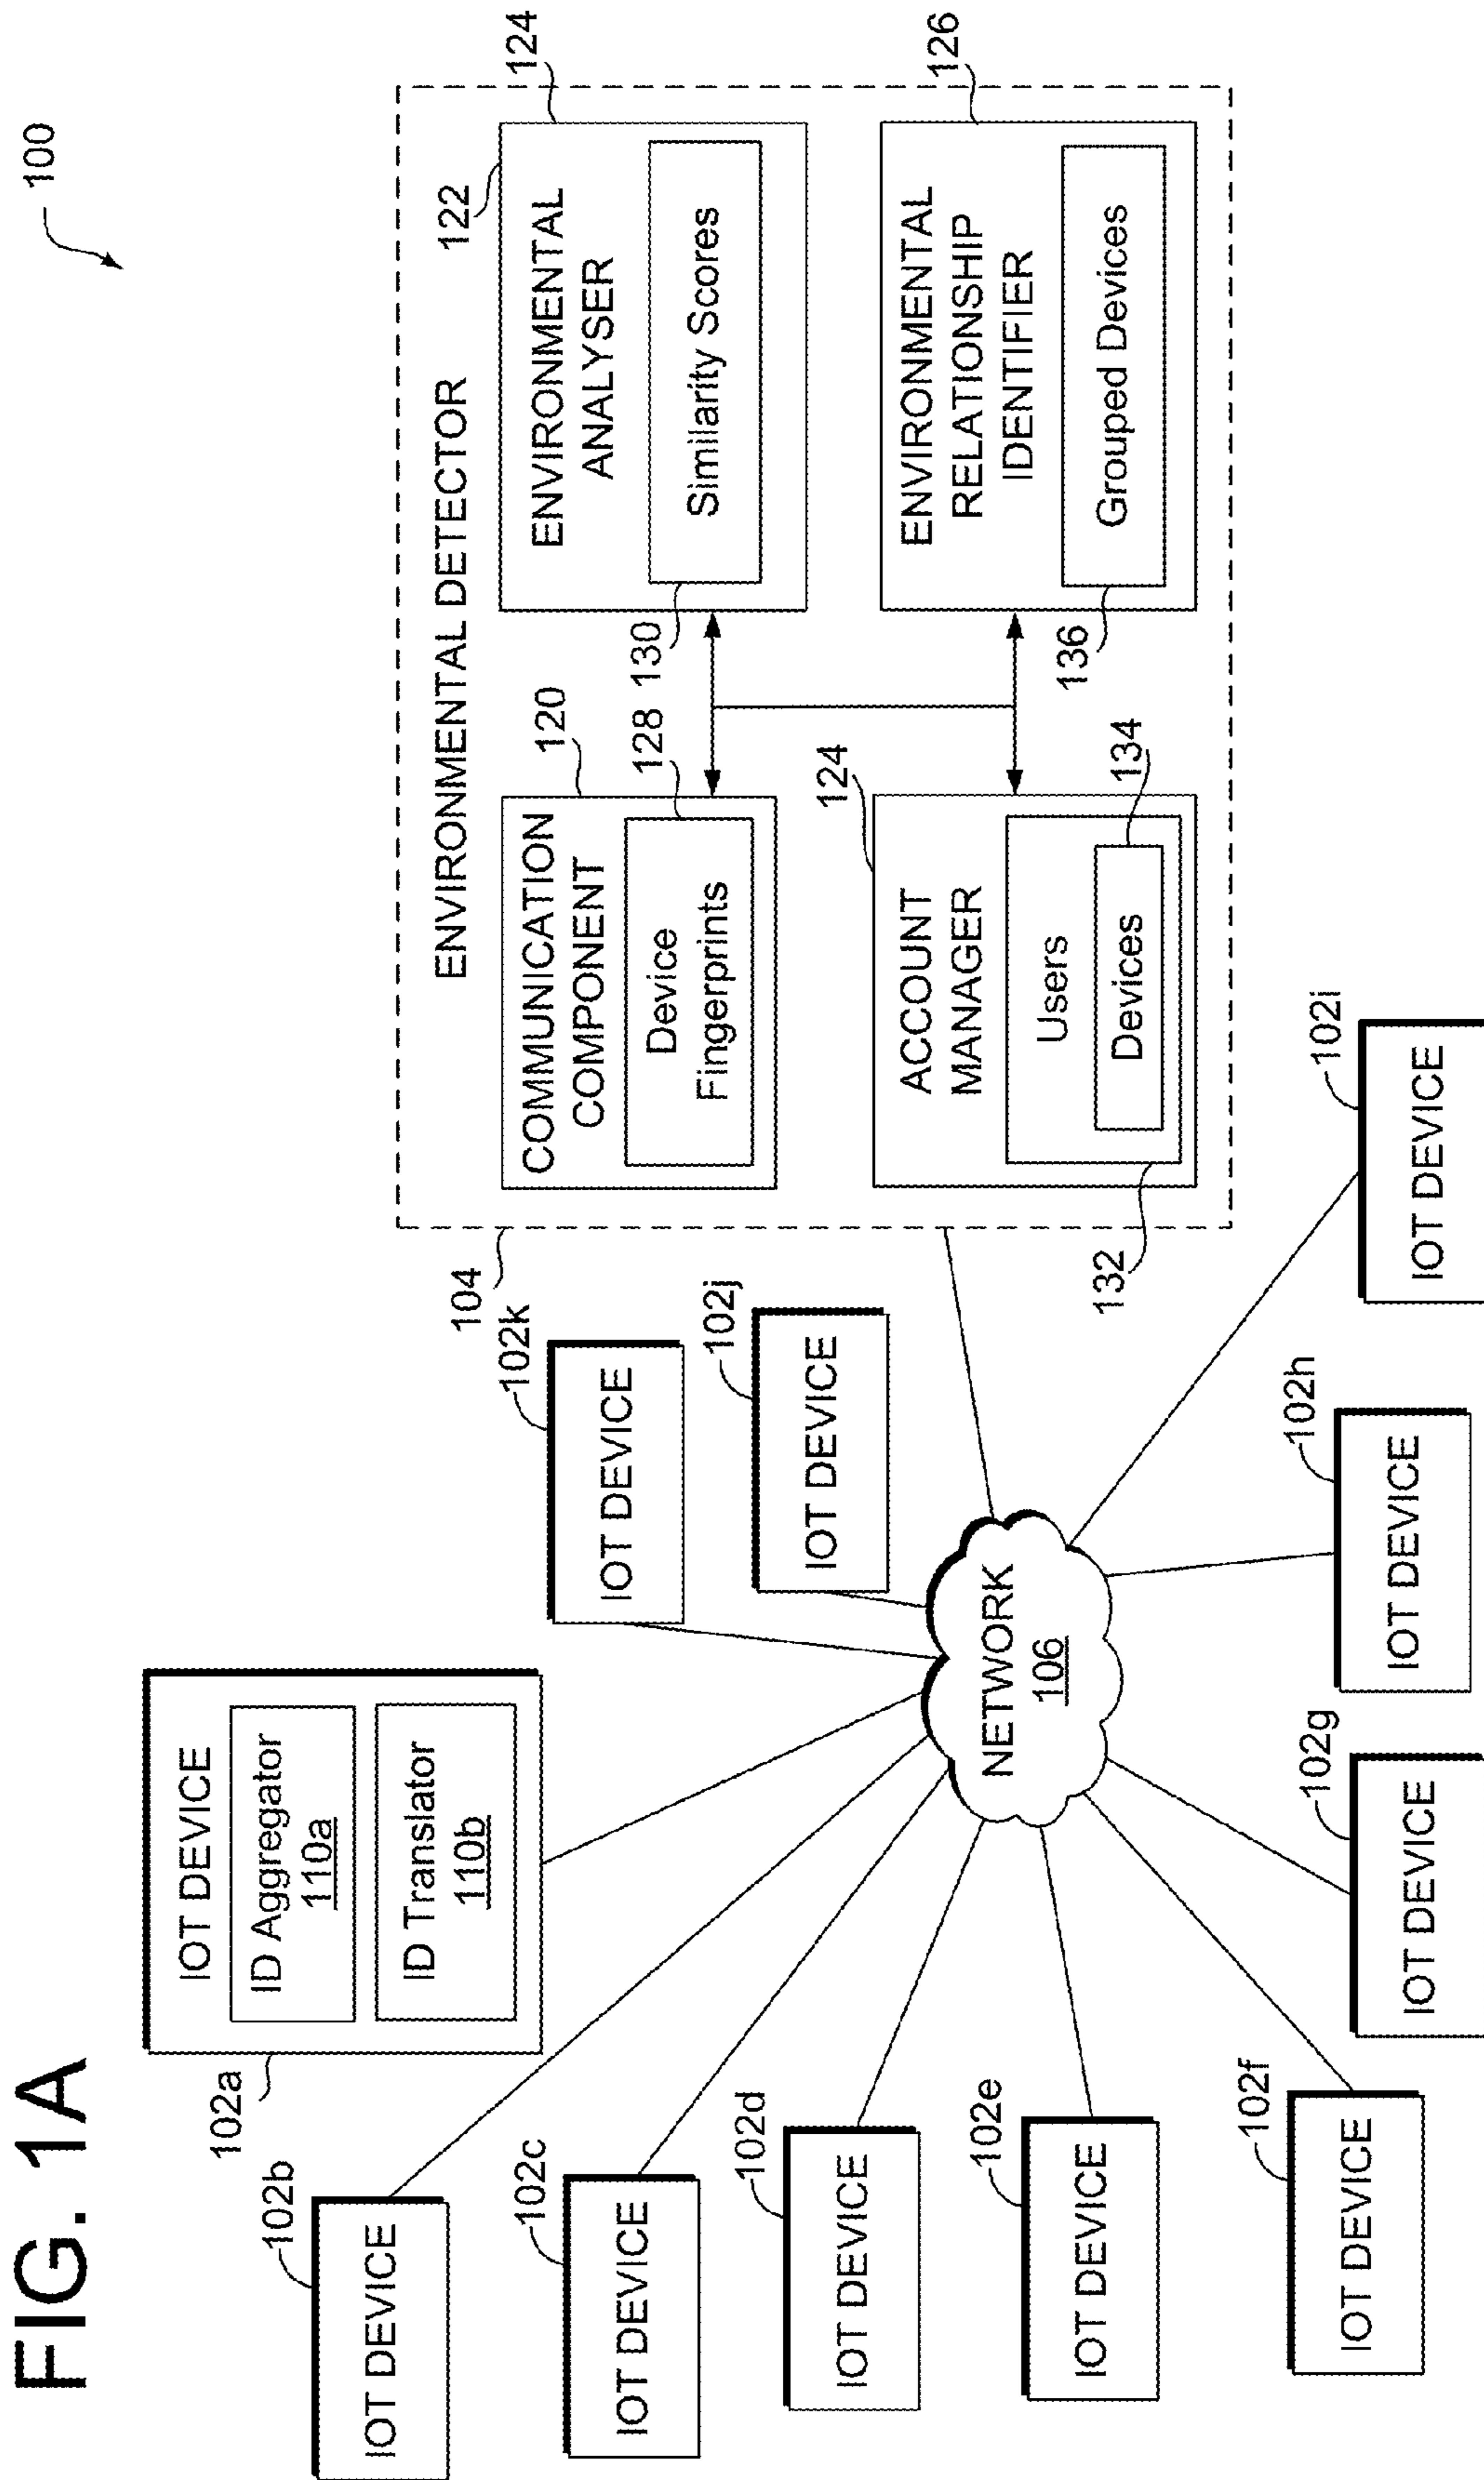 FIG. 1A
100
102a
IOT DEVICE
ID Aggregator
110a
ID Translator
110b
102b
IOT DEVICE
102c
IOT DEVICE
102d
IOT DEVICE
102e
IOT DEVICE
102f
IOT DEVICE
102g
IOT DEVICE
102h
IOT DEVICE
102i
IOT DEVICE
102j
IOT DEVICE
102k
IOT DEVICE
NETWORK
106
104
ENVIRONMENTAL DETECTOR
120
COMMUNICATION
COMPONENT
128
Device
Fingerprints
122
124
ENVIRONMENTAL
ANALYSER
130
Similarity Scores
124
ACCOUNT
MANAGER
132
Users
134
Devices
126
ENVIRONMENTAL
RELATIONSHIP
IDENTIFIER
136
Grouped Devices